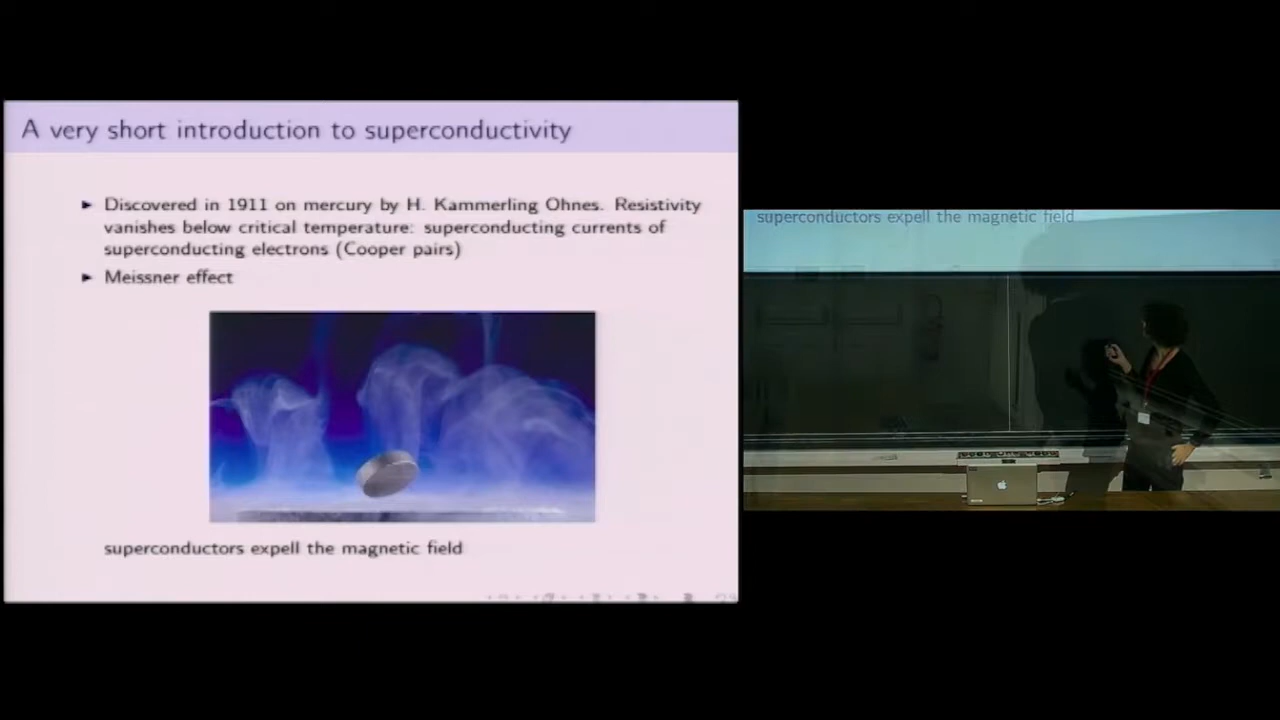 A very short introduction to superconductivity
Discovered in 1911 on mercury by H. Kammerling Ohnes. Resistivity
vanishes below critical temperature: superconducting currents of
superconducting electrons (Cooper pairs)
Meissner effect
superconductors expell the magnetic field
superconductors expell the magnetic field